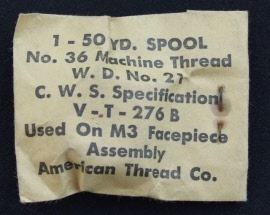 1 - 50 YD. SPOOL
No. 36 Machine Thread
W. D. No. 21
C. W. S. Specification
V - T - 276 B
Used On M3 Facepiece
Assembly
American Thread Co.